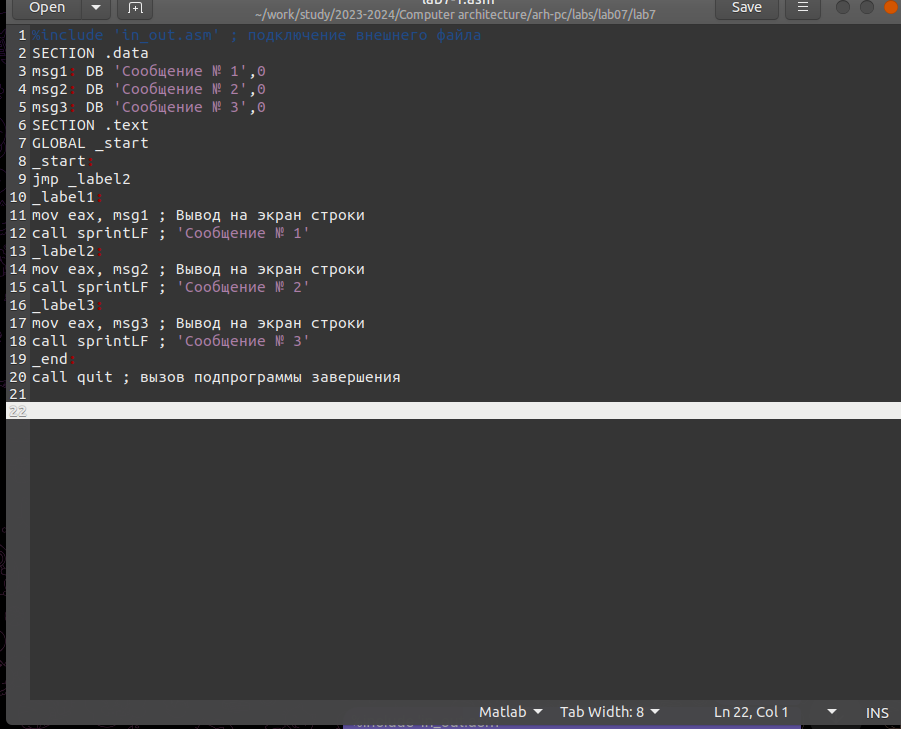 Open
lab7-1.asm
~/work/study/2023-2024/Computer architecture/arh-pc/labs/lab07/lab7
Save
1 %include 'in_out.asm' ; подключение внешнего файла
2 SECTION .data
3 msg1: DB 'Сообщение № 1',0
4 msg2: DB 'Сообщение № 2',0
5 msg3: DB 'Сообщение № 3',0
6 SECTION .text
7 GLOBAL _start
8 _start:
9 jmp _label2
10 _label1:
11 mov eax, msg1 ; Вывод на экран строки
12 call sprintLF ; 'Сообщение № 1'
13 _label2:
14 mov eax, msg2 ; Вывод на экран строки
15 call sprintLF ; 'Сообщение № 2'
16 _label3:
17 mov eax, msg3 ; Вывод на экран строки
18 call sprintLF ; 'Сообщение № 3'
19 _end:
20 call quit ; вызов подпрограммы завершения
21
22
Matlab Tab Width: 8 Ln 22, Col 1 INS